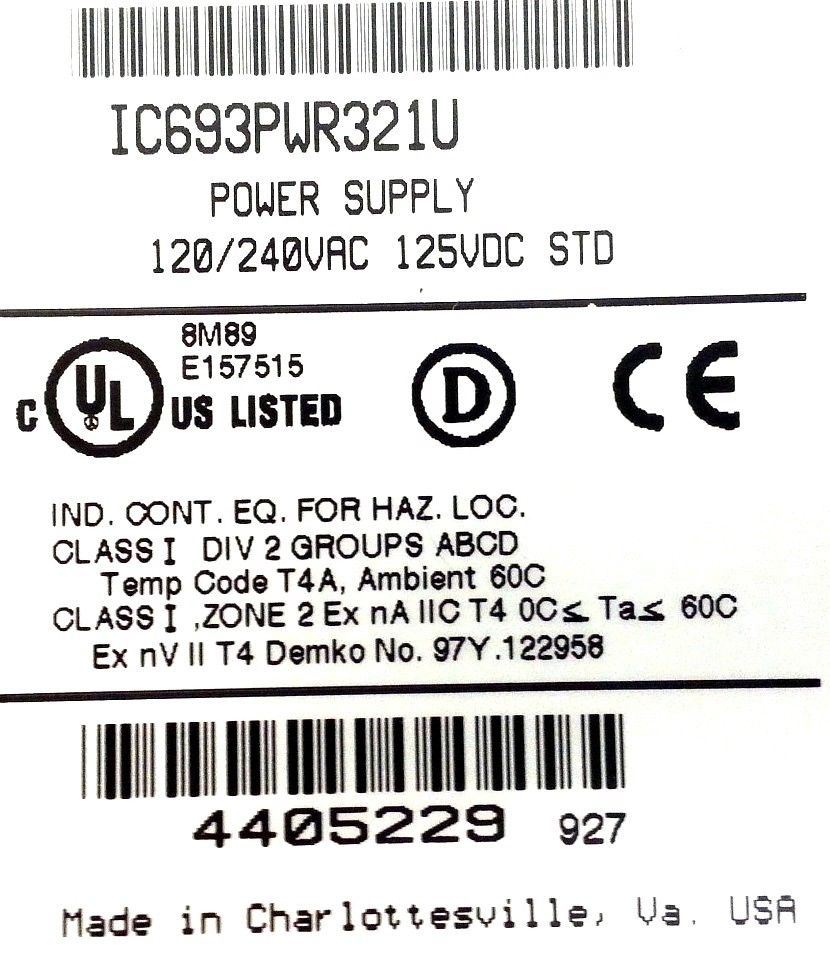 IC693PWR321U
POWER SUPPLY
120/240VAC 125VDC STD
8M89
E157515
C UL US LISTED
D
CE
IND. CONT. EQ. FOR HAZ. LOC.
CLASS I DIV 2 GROUPS ABCD
Temp Code T4A, Ambient 60C
CLASS I ,ZONE 2 Ex nA IIC T4 0C≤ Ta≤ 60C
Ex nV II T4 Demko No. 97Y.122958
4405229 927
Made in Charlottesville, Va. USA